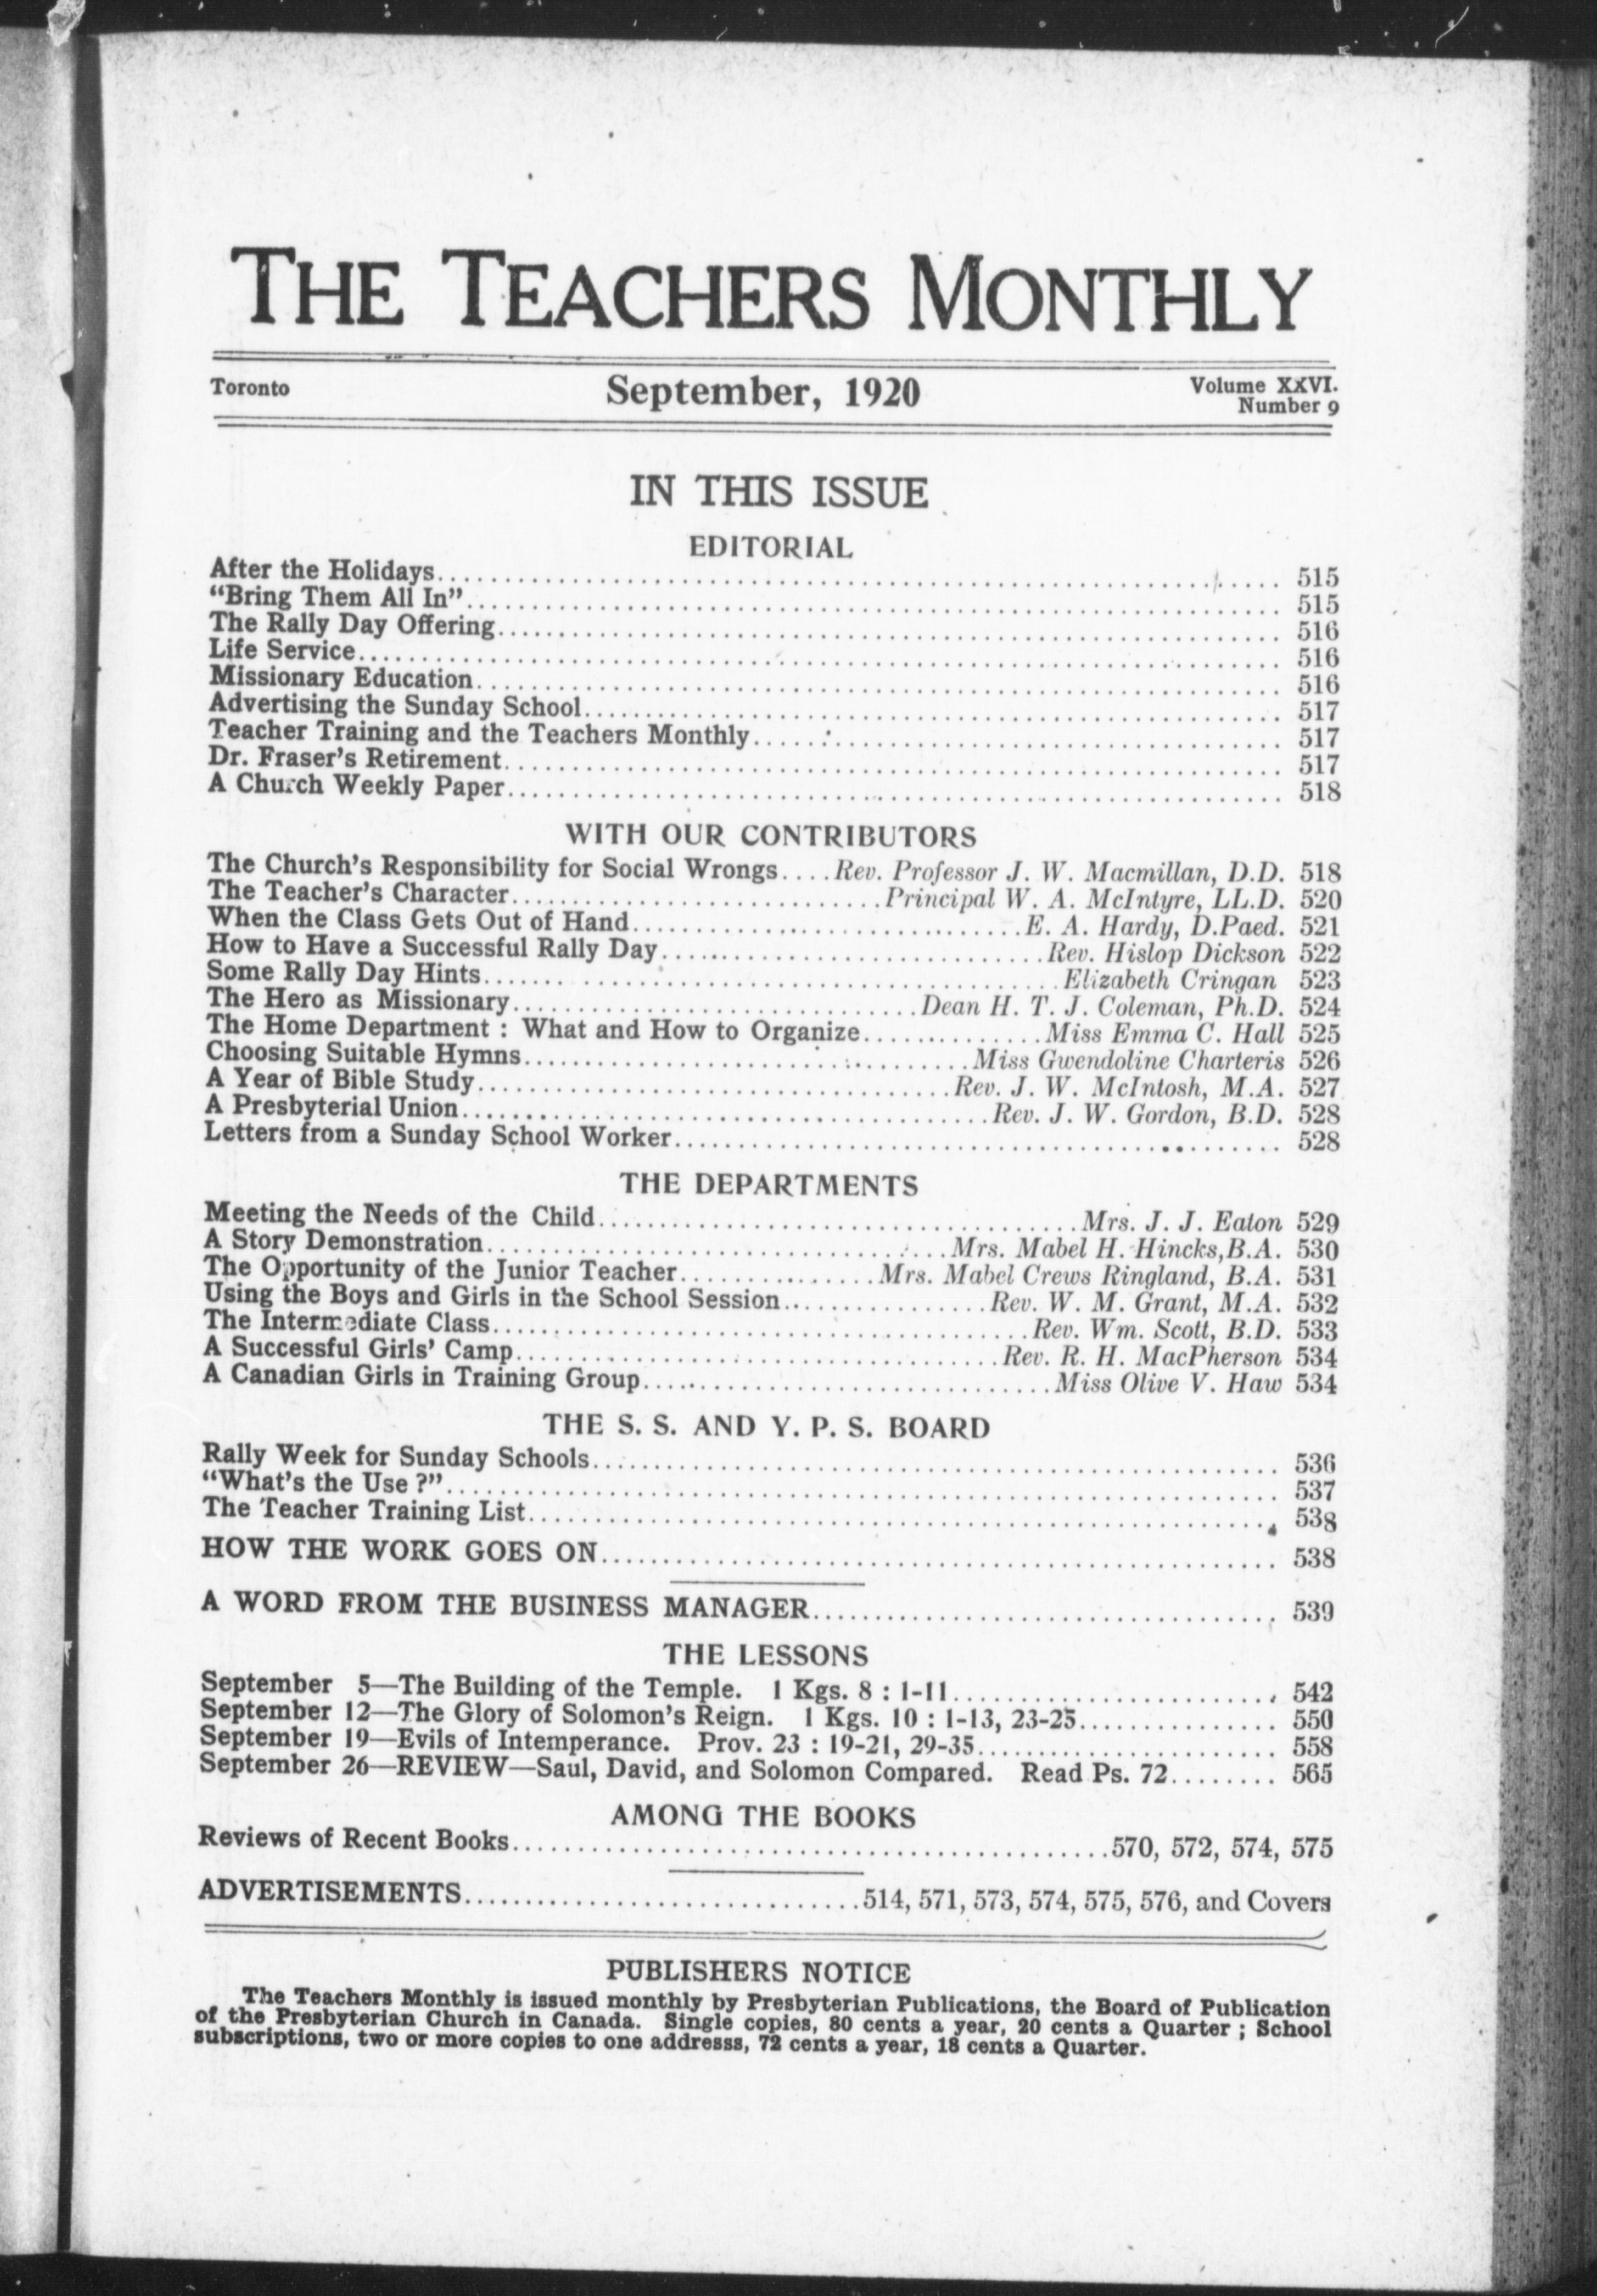 THE TEACHERS MONTHLY
Toronto September, 1920 Volume XXVI.
Number 9
IN THIS ISSUE
EDITORIAL
After the Holidays 515
“Bring Them All In” 515
The Rally Day Offering 516
Life Service 516
Missionary Education 516
Advertising the Sunday School 517
Teacher Training and the Teachers Monthly 517
Dr. Fraser’s Retirement 517
A Church Weekly Paper 518
WITH OUR CONTRIBUTORS
The Church’s Responsibility for Social Wrongs....Rev. Professor J. W. Macmillan, D.D. 518
The Teacher’s Character Principal W. A. McIntyre, LL.D. 520
When the Class Gets Out of Hand E. A. Hardy, D.Paed. 521
How to Have a Successful Rally Day Rev. Hislop Dickson 522
Some Rally Day Hints Elizabeth Cringan 523
The Hero as Missionary Dean H. T. J. Coleman, Ph.D. 524
The Home Department : What and How to Organize Miss Emma C. Hall 525
Choosing Suitable Hymns Miss Gwendoline Charteris 526
A Year of Bible Study Rev. J. W. McIntosh, M.A. 527
A Presbyterial Union Rev. J. W. Gordon, B.D. 528
Letters from a Sunday School Worker 528
THE DEPARTMENTS
Meeting the Needs of the Child Mrs. J. J. Eaton 529
A Story Demonstration Mrs. Mabel H. Hincks, B.A. 530
The Opportunity of the Junior Teacher Mrs. Mabel Crews Ringland, B.A. 531
Using the Boys and Girls in the School Session Rev. W. M. Grant, M.A. 532
The Intermediate Class Rev. Wm. Scott, B.D. 533
A Successful Girls’ Camp Rev. R. H. MacPherson 534
A Canadian Girls in Training Group Miss Olive V. Haw 534
THE S. S. AND Y. P. S. BOARD
Rally Week for Sunday Schools 536
“What’s the Use ?” 537
The Teacher Training List 538
HOW THE WORK GOES ON 538
A WORD FROM THE BUSINESS MANAGER 539
THE LESSONS
September 5—The Building of the Temple. 1 Kgs. 8 : 1-11 542
September 12—The Glory of Solomon’s Reign. 1 Kgs. 10 : 1-13, 23-25 550
September 19—Evils of Intemperance. Prov. 23 : 19-21, 29-35 558
September 26—REVIEW—Saul, David, and Solomon Compared. Read Ps. 72 565
AMONG THE BOOKS
Reviews of Recent Books 570, 572, 574, 575
ADVERTISEMENTS 514, 571, 573, 574, 575, 576, and Covers
PUBLISHERS NOTICE
The Teachers Monthly is issued monthly by Presbyterian Publications, the Board of Publication
of the Presbyterian Church in Canada. Single copies, 80 cents a year, 20 cents a Quarter ; School
subscriptions, two or more copies to one addresss, 72 cents a year, 18 cents a Quarter.